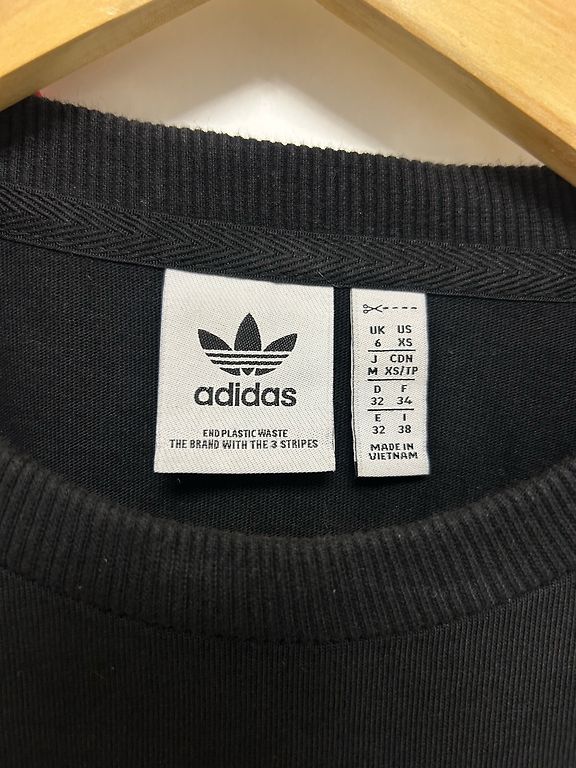 adidas
END PLASTIC WASTE
THE BRAND WITH THE 3 STRIPES
UK US
6 XS
J CDN
M XS/TP
D F
32 34
E I
32 38
MADE IN
VIETNAM